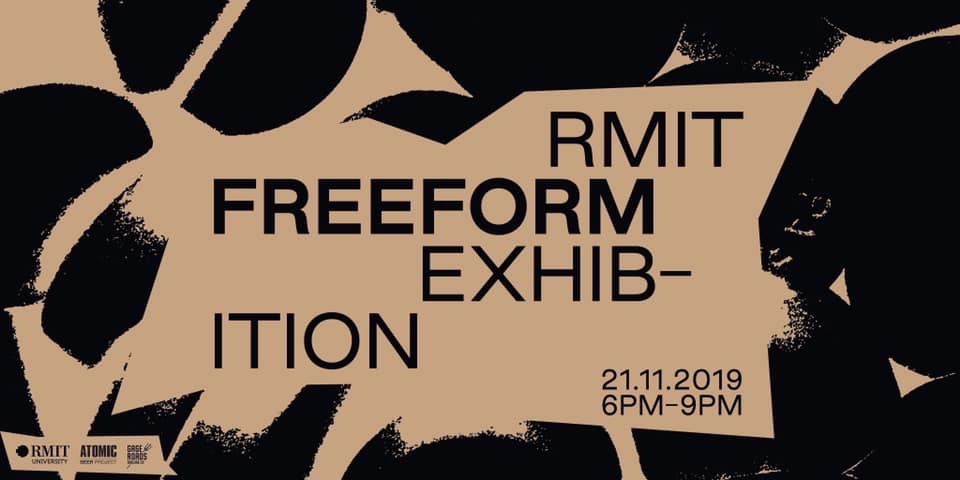 RMIT
FREEFORM
EXHIB–
ITION
21.11.2019
6PM–9PM
RMIT
UNIVERSITY
ATOMIC
BEER PROJECT
GAGE
ROADS